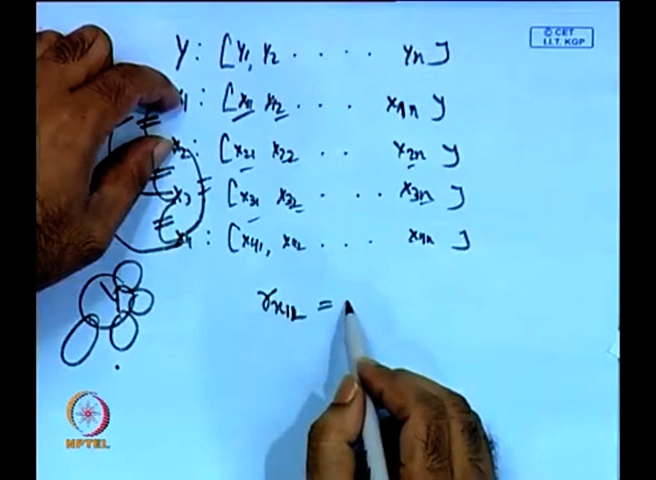 © CET
I.I.T. KGP
Y: [y1, y2 . . . . yn]
x1: [x11 x12 . . . x1n]
x2: [x21 x22 . . x2n]
x3 [x31 x32 . . . x3n]
x4: [x41, x42 . . . x4n]
rx12 =
Y
NPTEL